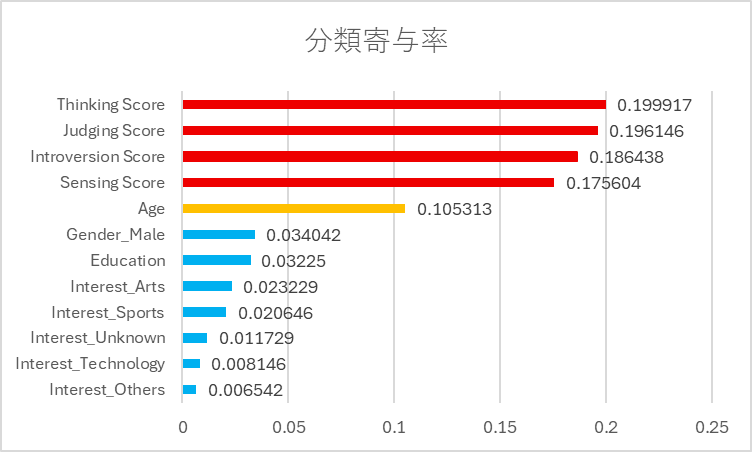 分類寄与率
Thinking Score 0.199917
Judging Score 0.196146
Introversion Score 0.186438
Sensing Score 0.175604
Age 0.105313
Gender_Male 0.034042
Education 0.03225
Interest_Arts 0.023229
Interest_Sports 0.020646
Interest_Unknown 0.011729
Interest_Technology 0.008146
Interest_Others 0.006542
0 0.05 0.1 0.15 0.2 0.25